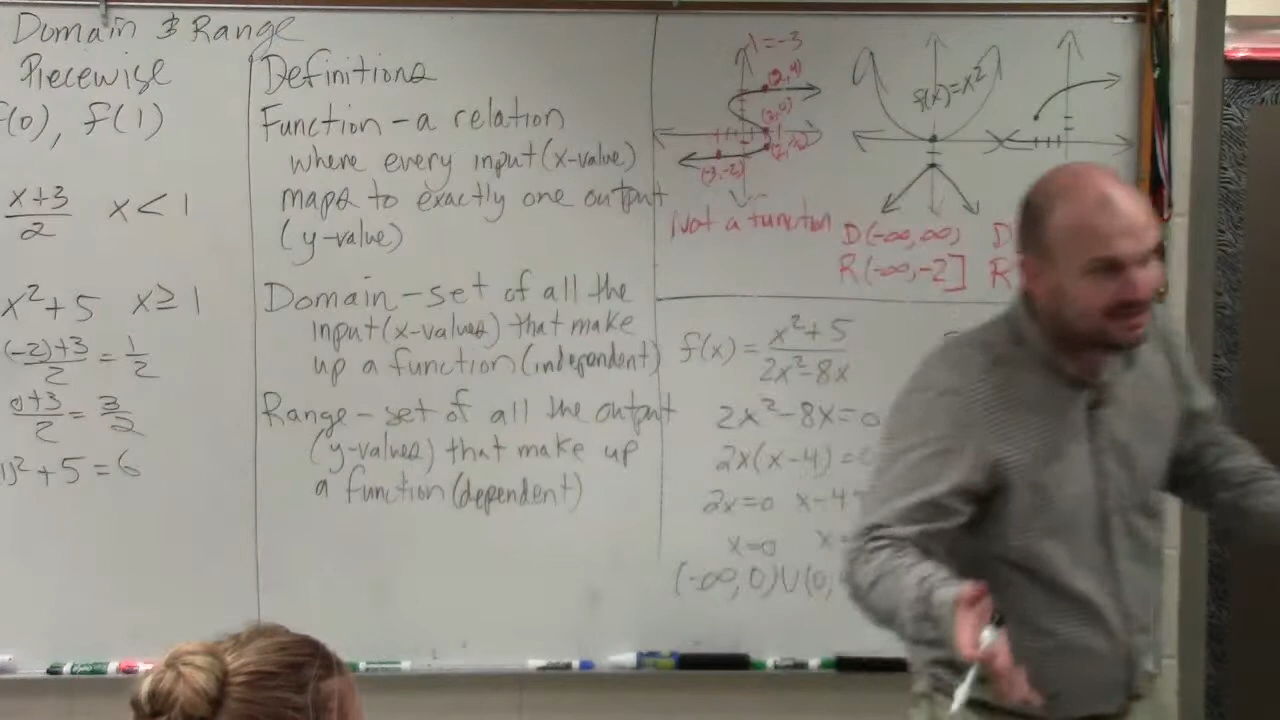 Domain & Range
Piecewise
f(0), f(1)
x+3
2
x < 1
x² + 5 x ≥ 1
(-2)+3/2 = 1/2
0+3/2 = 3/2
1)² + 5 = 6
Definitions
Function - a relation
where every input (x-value)
maps to exactly one output
(y-value)
Domain - set of all the
input (x-values) that make
up a function (independent)
Range - set of all the output
(y-values) that make up
a function (dependent)
= -3
(2,4)
(2,0)
(-3,-2)
Not a function
f(x)=x²
D(-∞,∞) D
R(-∞,-2] R
f(x) = x²+5/2x²-8x
2x²-8x=0
2x(x-4)=
2x=0 x-4
x=0 x=
(-∞,0)∪(0,